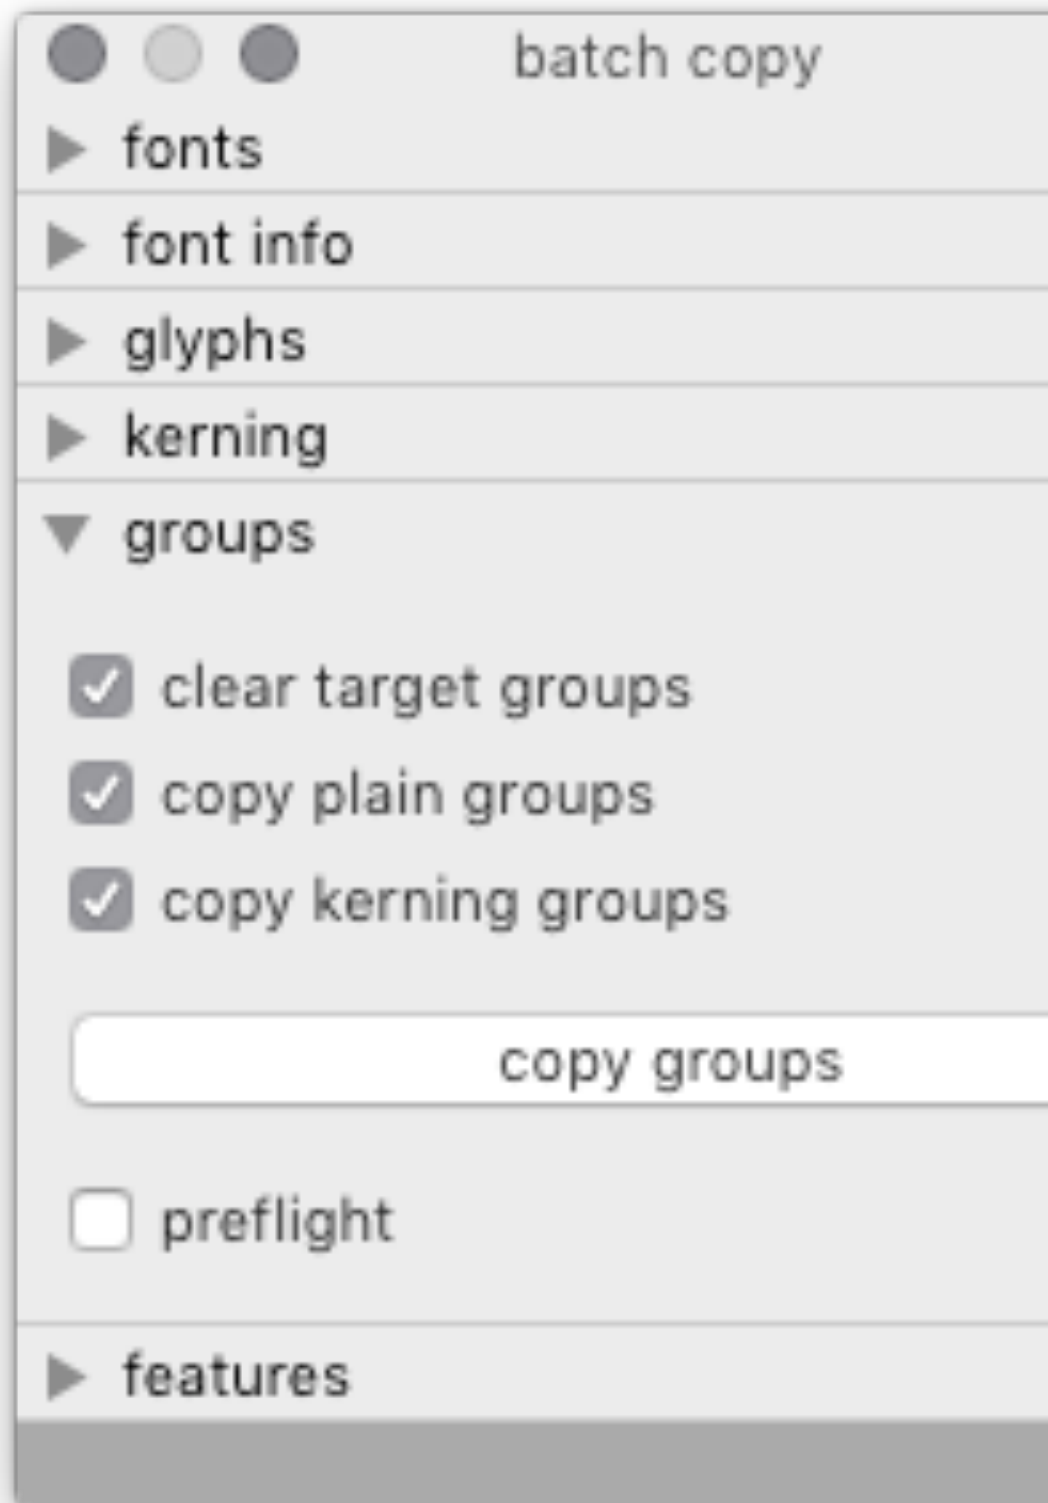 batch copy
fonts
font info
glyphs
kerning
groups
clear target groups
copy plain groups
copy kerning groups
copy groups
preflight
features